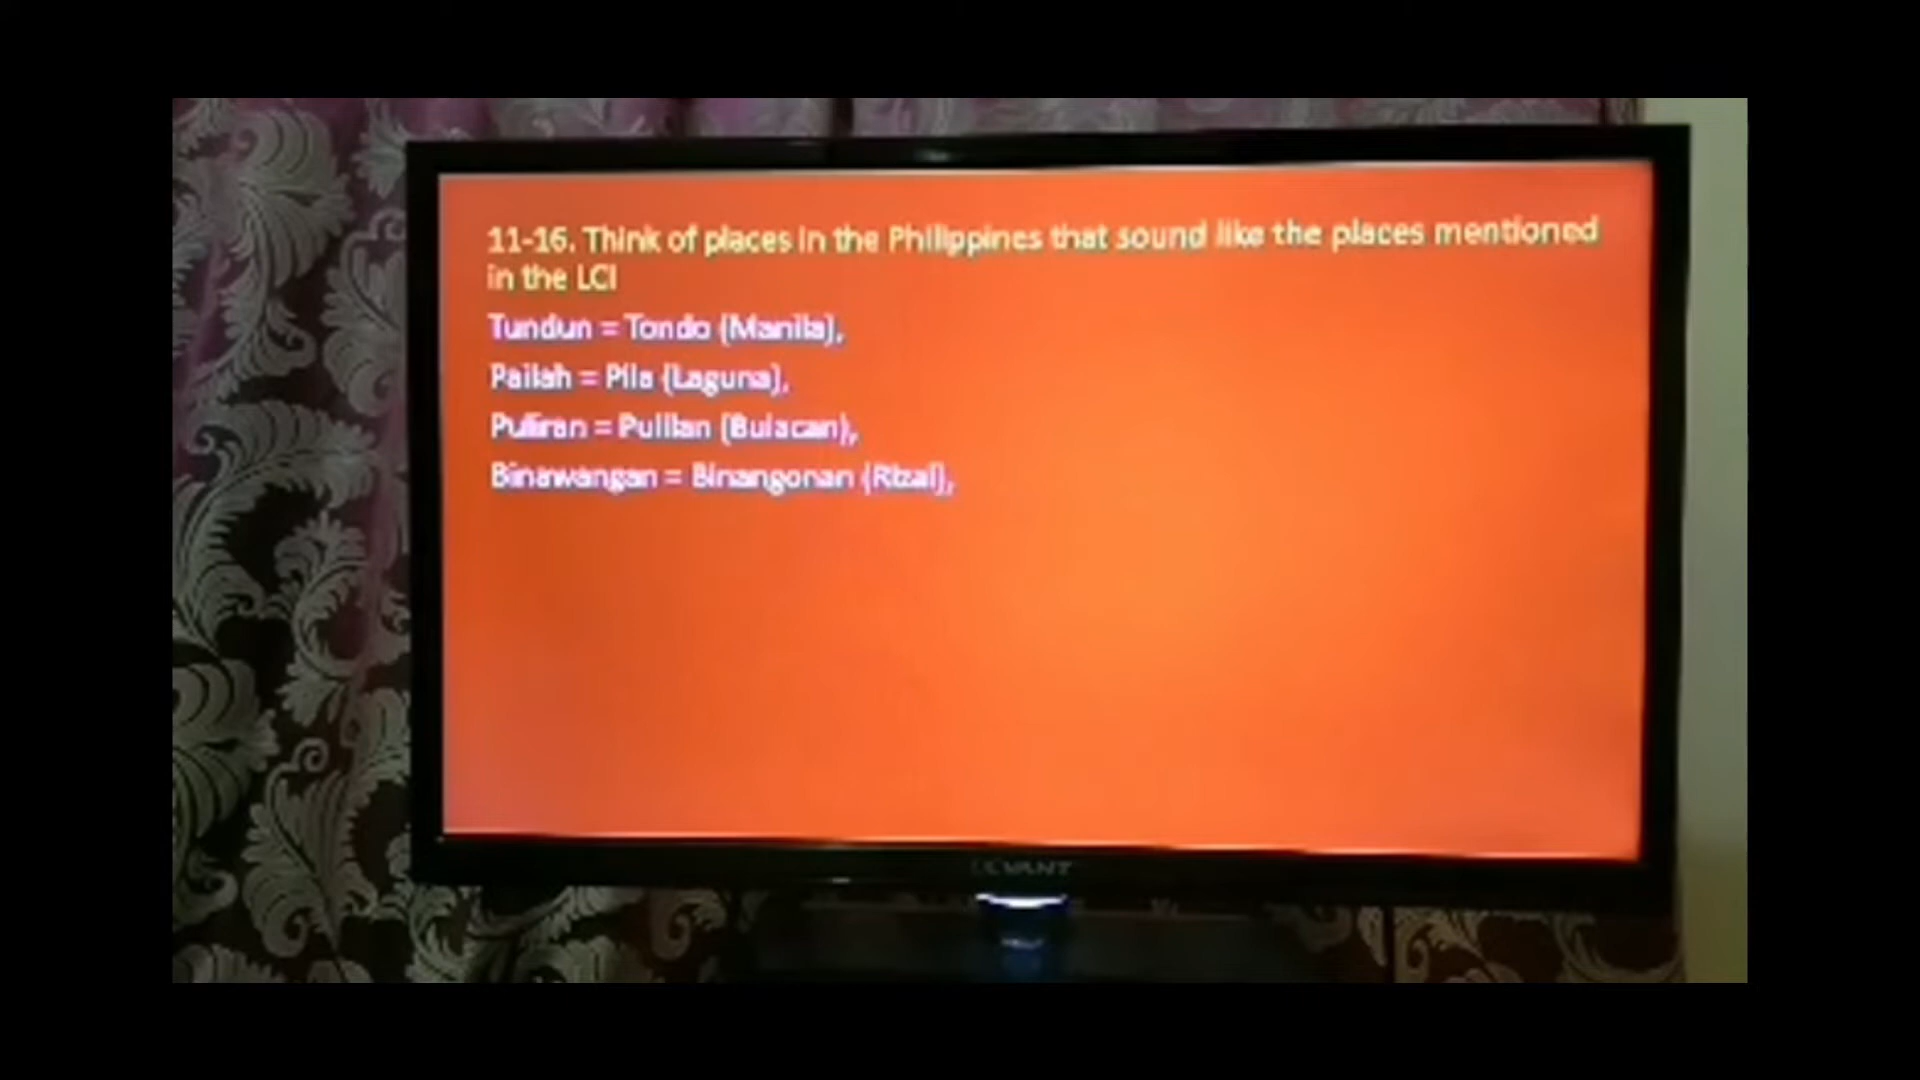 11-16. Think of places in the Philippines that sound like the places mentioned
in the LCI
Tundun = Tondo (Manila),
Pailah = Pila (Laguna),
Puliran = Pulilan (Bulacan),
Binawangan = Binangonan (Rizal),